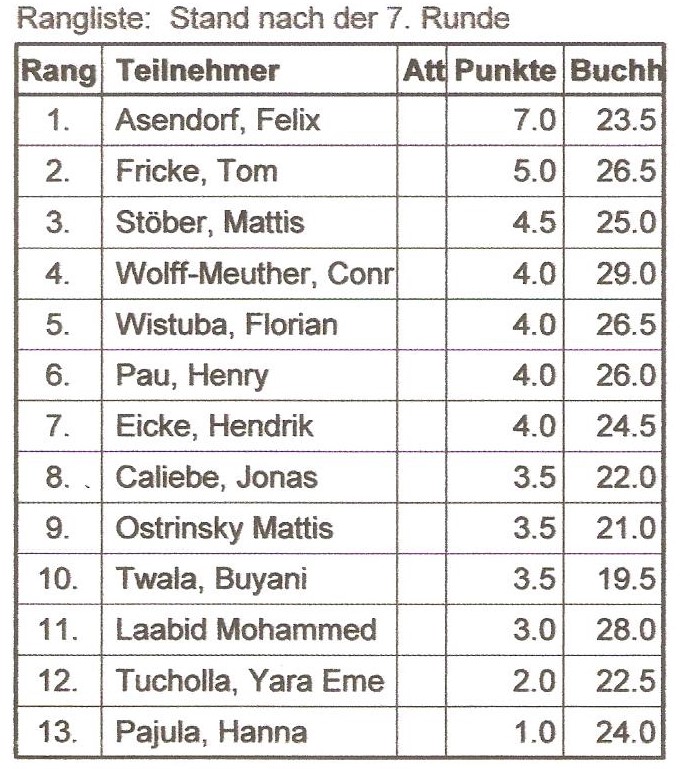 Rangliste: Stand nach der 7. Runde
Rang Teilnehmer Att Punkte Buchh
1. Asendorf, Felix 7.0 23.5
2. Fricke, Tom 5.0 26.5
3. Stöber, Mattis 4.5 25.0
4. Wolff-Meuther, Conr 4.0 29.0
5. Wistuba, Florian 4.0 26.5
6. Pau, Henry 4.0 26.0
7. Eicke, Hendrik 4.0 24.5
8. Caliebe, Jonas 3.5 22.0
9. Ostrinsky Mattis 3.5 21.0
10. Twala, Buyani 3.5 19.5
11. Laabid Mohammed 3.0 28.0
12. Tucholla, Yara Eme 2.0 22.5
13. Pajula, Hanna 1.0 24.0